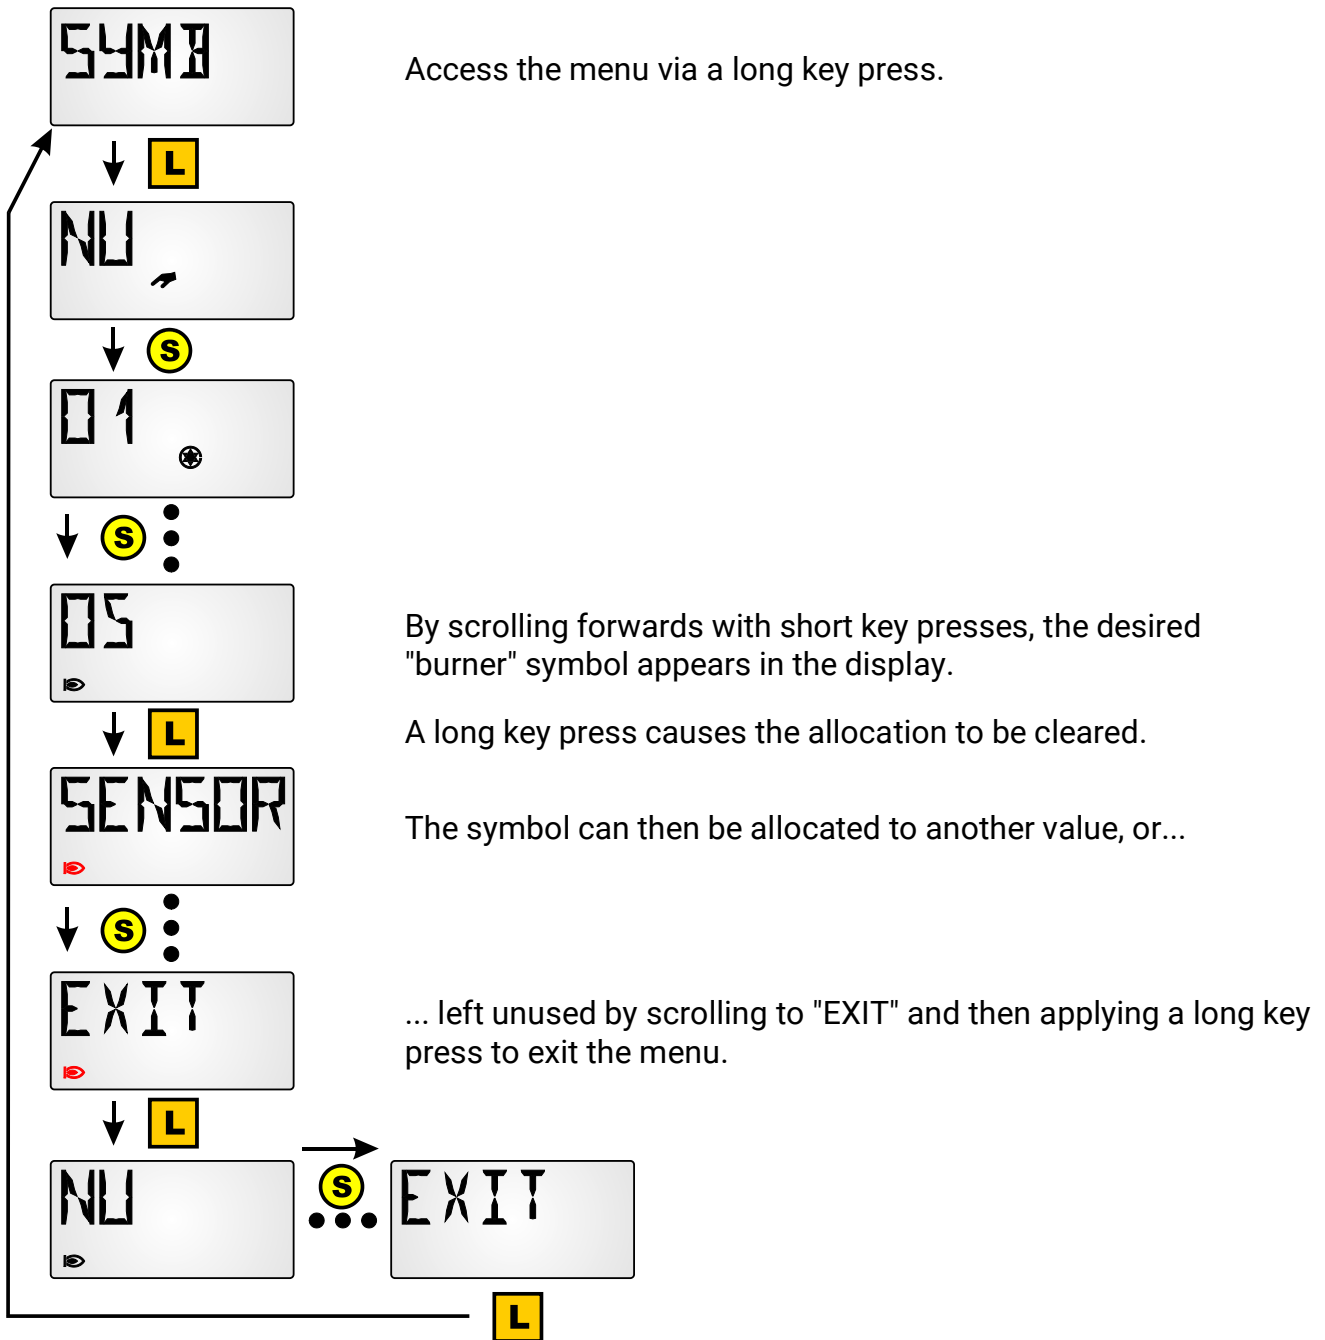 SYMB
Access the menu via a long key press.
L
NU
S
01
S
05
By scrolling forwards with short key presses, the desired
"burner" symbol appears in the display.
L
A long key press causes the allocation to be cleared.
SENSOR
The symbol can then be allocated to another value, or...
S
EXIT
... left unused by scrolling to "EXIT" and then applying a long key
press to exit the menu.
L
NU
S
EXIT
L